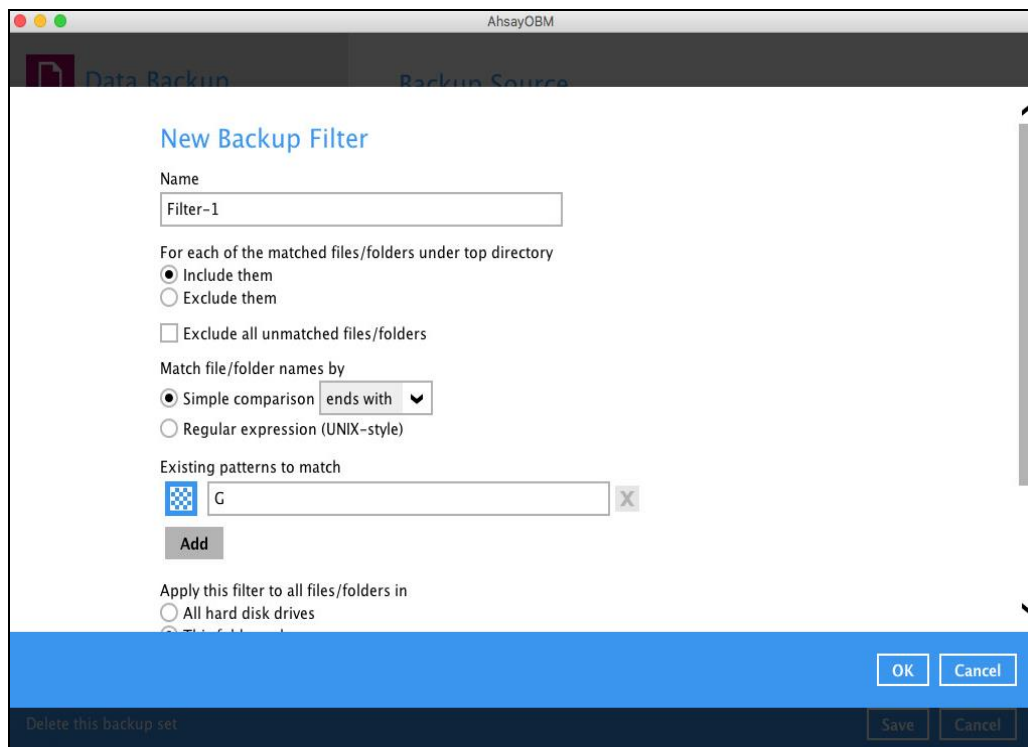 AhsayOBM
Data Backup
Backup Source
New Backup Filter
Name
Filter-1
For each of the matched files/folders under top directory
Include them
Exclude them
Exclude all unmatched files/folders
Match file/folder names by
Simple comparison ends with
Regular expression (UNIX-style)
Existing patterns to match
G
X
Add
Apply this filter to all files/folders in
All hard disk drives
OK Cancel
Delete this backup set
Save Cancel